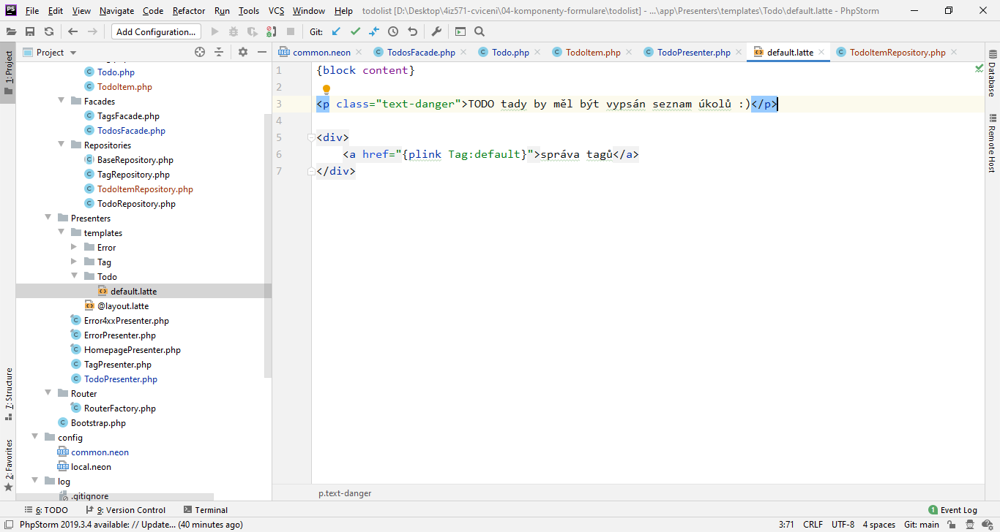 PS File Edit View Navigate Code Refactor Run Tools VCS Window Help todolist [D:\Desktop\4iz571-cviceni\04-komponenty-formulare\todolist] - ...\app\Presenters\templates\Todo\default.latte - PhpStorm
Add Configuration... Git:
Project
common.neon TodosFacade.php Todo.php TodoItem.php TodoPresenter.php default.latte TodoItemRepository.php
1: Project
7: Structure
2: Favorites
Todo.php
TodoItem.php
Facades
TagsFacade.php
TodosFacade.php
Repositories
BaseRepository.php
TagRepository.php
TodoItemRepository.php
TodoRepository.php
Presenters
templates
Error
Tag
Todo
default.latte
@layout.latte
Error4xxPresenter.php
ErrorPresenter.php
HomepagePresenter.php
TagPresenter.php
TodoPresenter.php
Router
RouterFactory.php
Bootstrap.php
config
common.neon
local.neon
log
.gitignore
1 {block content}
2
3 <p class="text-danger">TODO tady by měl být vypsán seznam úkolů :)</p>
4
5 <div>
6 <a href="{plink Tag:default}">správa tagů</a>
7 </div>
p.text-danger
Database
Remote Host
6: TODO 9: Version Control Terminal 1 Event Log
PhpStorm 2019.3.4 available: // Update... (40 minutes ago) 3:71 CRLF UTF-8 4 spaces Git: main